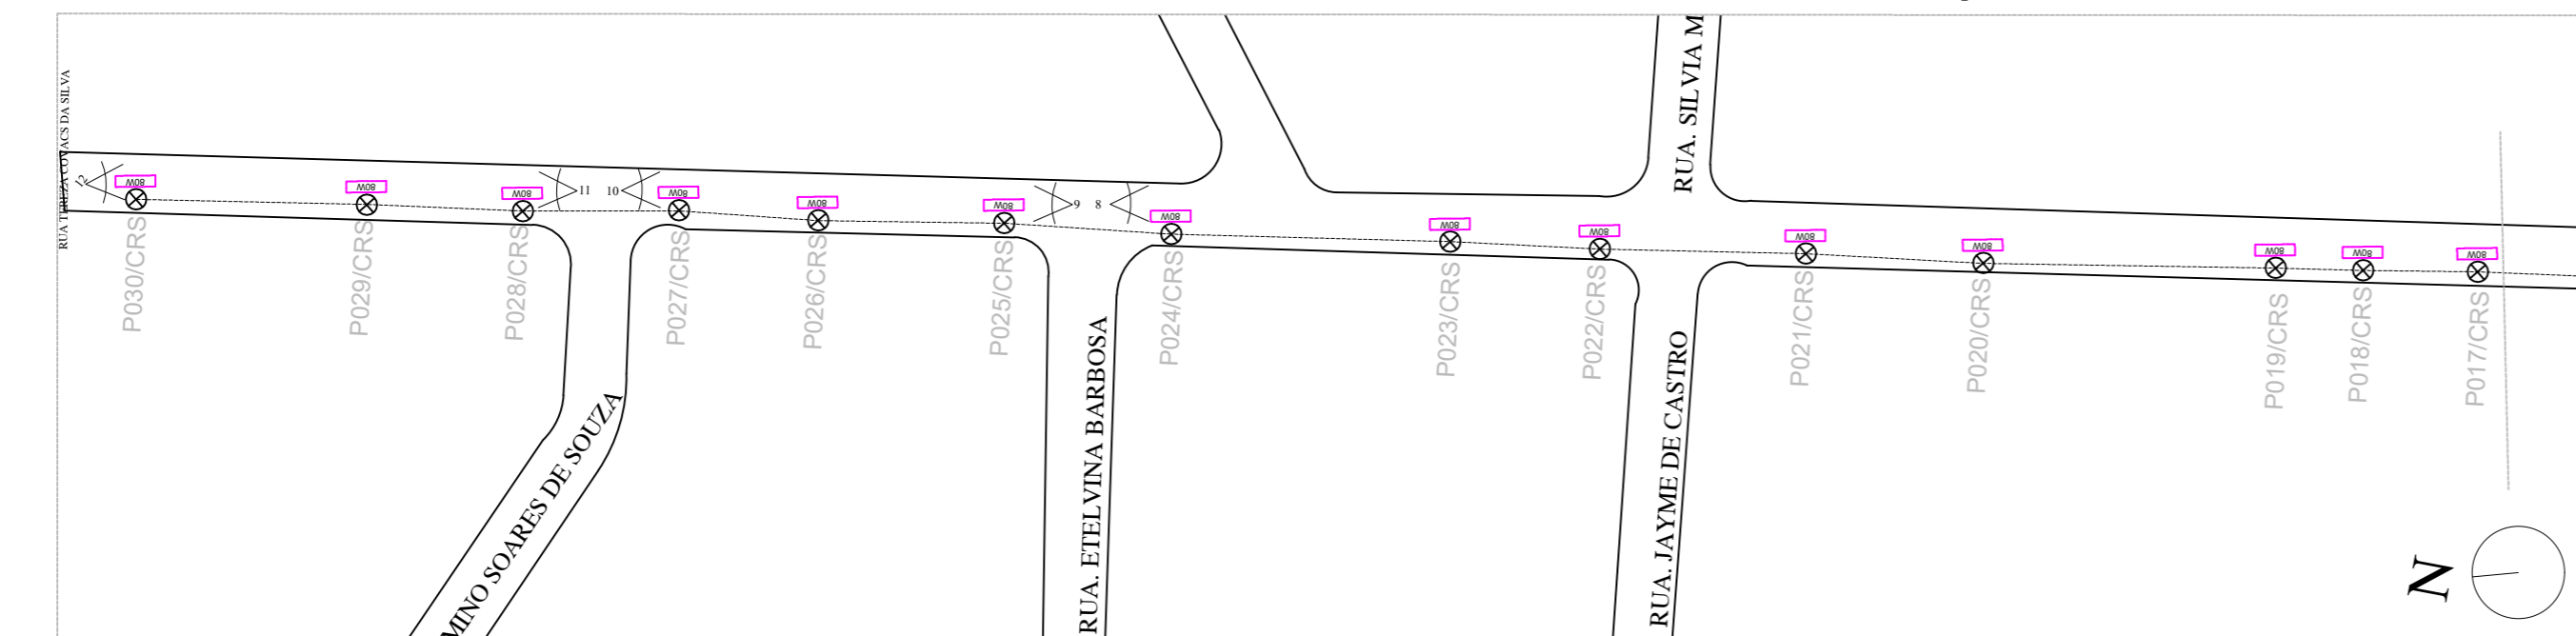 RUA TEREZA COVACS DA SILVA
RUA. SILVIA M
12
80W
80W
80W
11
10
80W
80W
80W
9
8
80W
80W
80W
80W
80W
80W
80W
80W
P030/CRS
P029/CRS
P028/CRS
P027/CRS
P026/CRS
P025/CRS
P024/CRS
P023/CRS
P022/CRS
P021/CRS
P020/CRS
P019/CRS
P018/CRS
P017/CRS
MINO SOARES DE SOUZA
RUA. ETELVINA BARBOSA
RUA. JAYME DE CASTRO
N